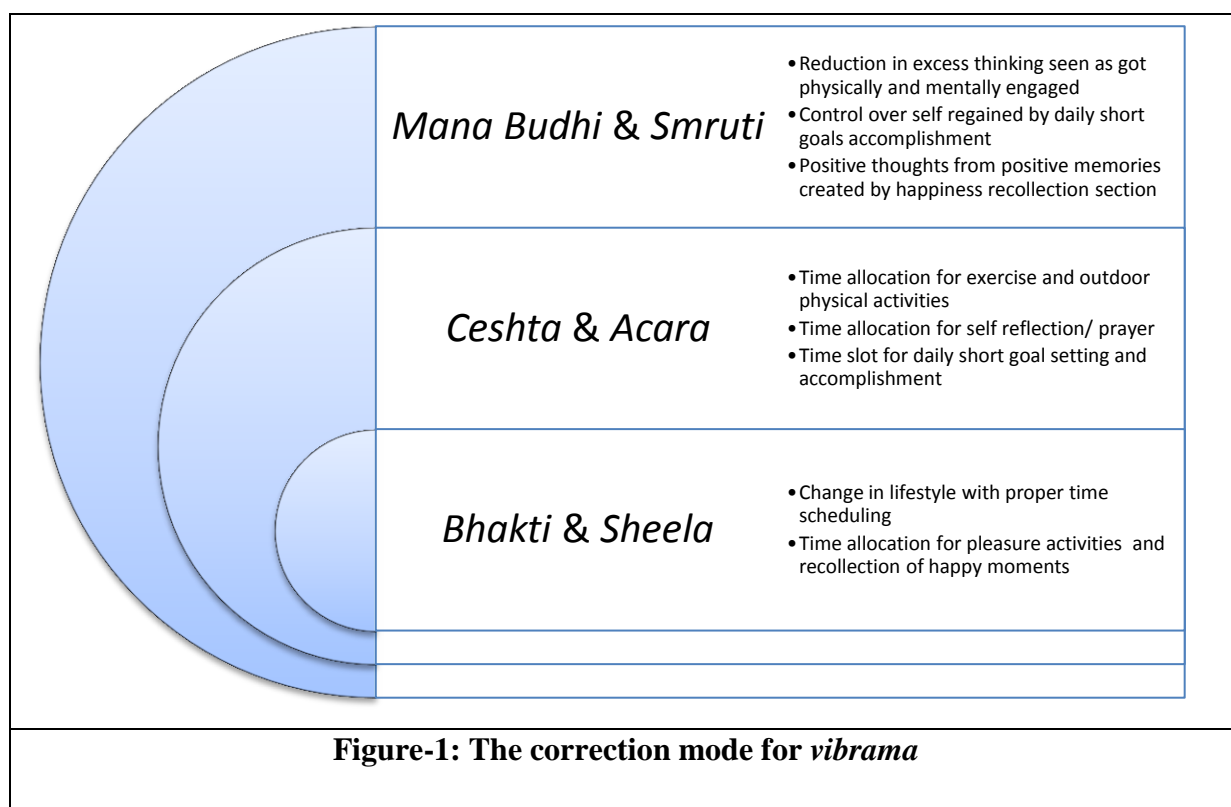 Mana Budhi & Smruti
•Reduction in excess thinking seen as got
physically and mentally engaged
•Control over self regained by daily short
goals accomplishment
•Positive thoughts from positive memories
created by happiness recollection section
Ceshta & Acara
•Time allocation for exercise and outdoor
physical activities
•Time allocation for self reflection/ prayer
•Time slot for daily short goal setting and
accomplishment
Bhakti & Sheela
•Change in lifestyle with proper time
scheduling
•Time allocation for pleasure activities and
recollection of happy moments
Figure-1: The correction mode for vibrama